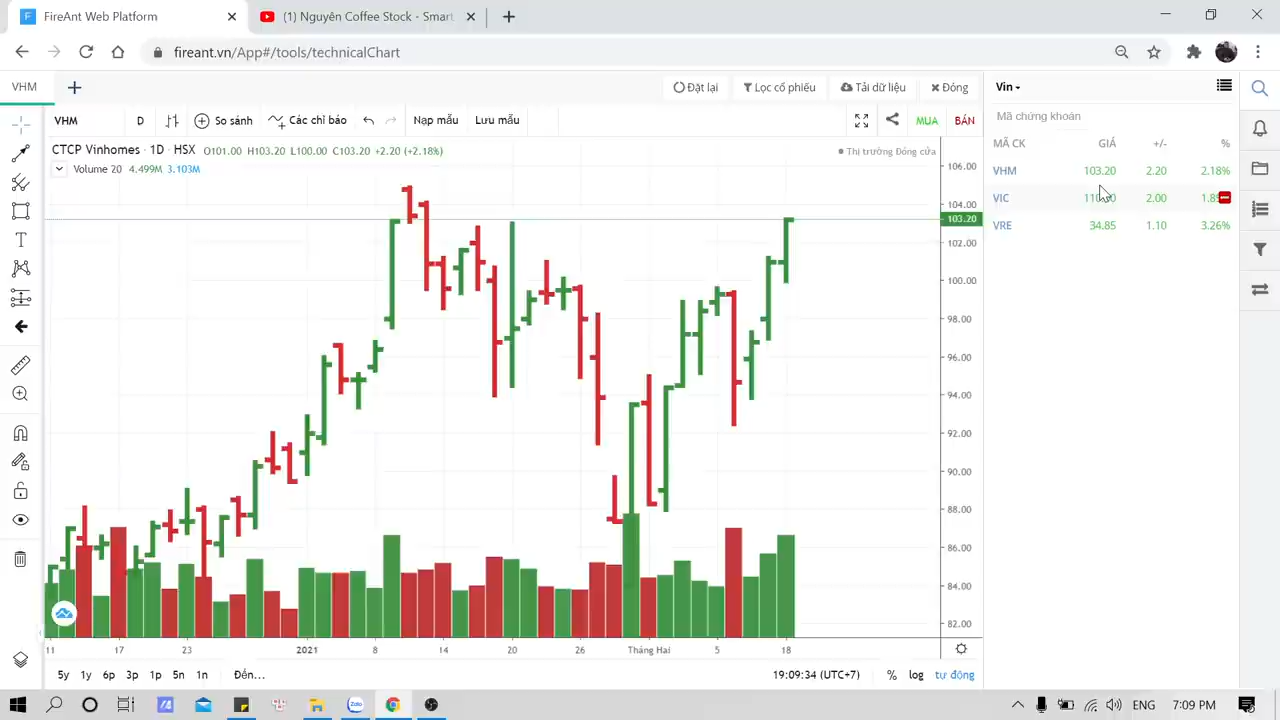 FireAnt Web Platform
(1) Nguyên Coffee Stock - Smart
fireant.vn/App#/tools/technicalChart
VHM
Đặt lại
Lọc cổ phiếu
Tải dữ liệu
Đóng
Vin
VHM
D
So sánh
Các chỉ báo
Nạp mẫu
Lưu mẫu
MUA
BÁN
Mã chứng khoán
CTCP Vinhomes · 1D · HSX O101.00 H103.20 L100.00 C103.20 +2.20 (+2.18%)
Thị trường Đóng cửa
Volume 20 4.499M 3.103M
MÃ CK GIÁ +/- %
VHM 103.20 2.20 2.18%
VIC 2.00
VRE 34.85 1.10 3.26%
106.00
104.00
103.20
102.00
100.00
98.00
96.00
94.00
92.00
90.00
88.00
86.00
84.00
82.00
11 17 23 2021 8 14 20 26 Tháng Hai 5 18
5y 1y 6p 3p 1p 5n 1n Đến...
19:09:34 (UTC+7) % log tự động
Zalo
ENG 7:09 PM